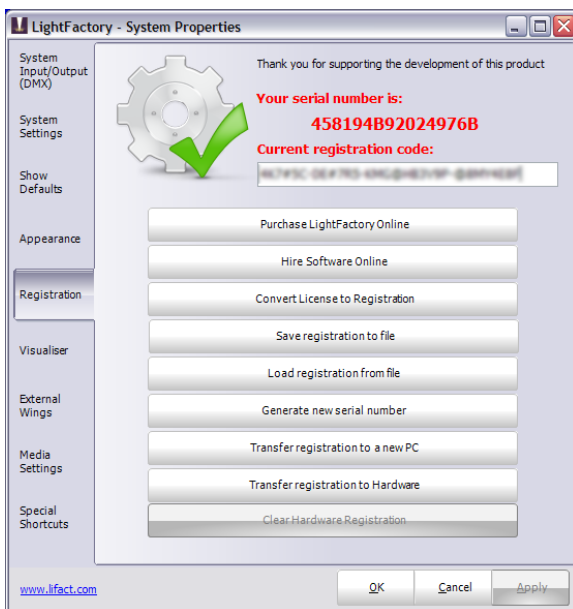 LightFactory - System Properties
System
Input/Output
(DMX)
System
Settings
Show
Defaults
Appearance
Registration
Visualiser
External
Wings
Media
Settings
Special
Shortcuts
Thank you for supporting the development of this product
Your serial number is:
458194B92024976B
Current registration code:
Purchase LightFactory Online
Hire Software Online
Convert License to Registration
Save registration to file
Load registration from file
Generate new serial number
Transfer registration to a new PC
Transfer registration to Hardware
Clear Hardware Registration
www.lifact.com
OK
Cancel
Apply